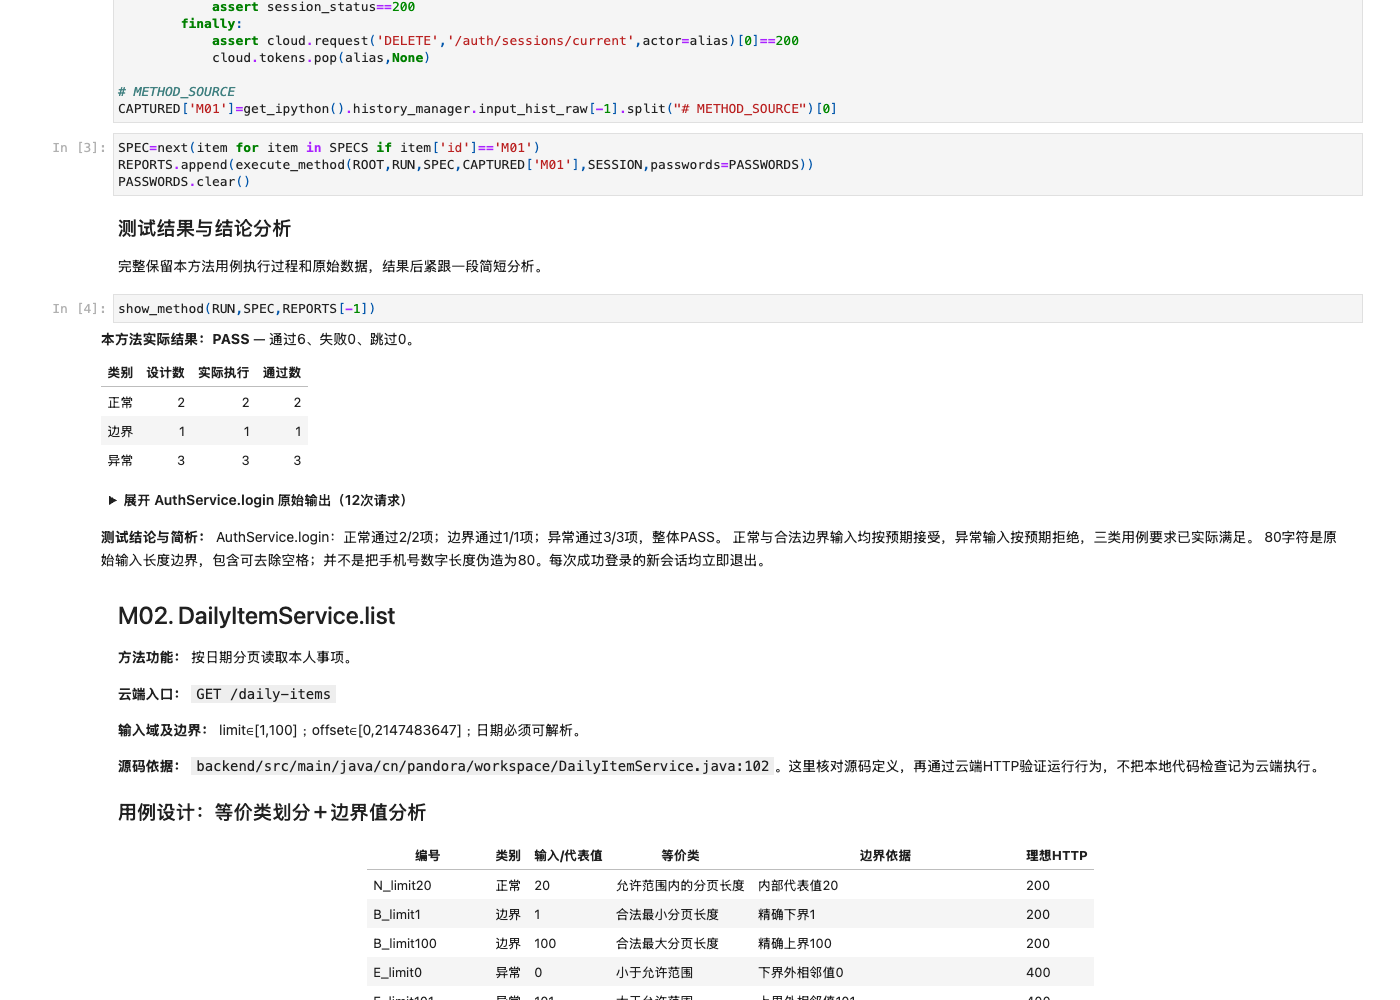 assert session_status==200
finally:
assert cloud.request('DELETE','/auth/sessions/current',actor=alias)[0]==200
cloud.tokens.pop(alias,None)
# METHOD_SOURCE
CAPTURED['M01']=get_ipython().history_manager.input_hist_raw[-1].split("# METHOD_SOURCE")[0]
In [3]:
SPEC=next(item for item in SPECS if item['id']=='M01')
REPORTS.append(execute_method(ROOT,RUN,SPEC,CAPTURED['M01'],SESSION,passwords=PASSWORDS))
PASSWORDS.clear()
测试结果与结论分析
完整保留本方法用例执行过程和原始数据，结果后紧跟一段简短分析。
In [4]:
show_method(RUN,SPEC,REPORTS[-1])
本方法实际结果：PASS — 通过6、失败0、跳过0。
类别 设计数 实际执行 通过数
正常 2 2 2
边界 1 1 1
异常 3 3 3
▶ 展开 AuthService.login 原始输出（12次请求）
测试结论与简析： AuthService.login：正常通过2/2项；边界通过1/1项；异常通过3/3项，整体PASS。 正常与合法边界输入均按预期接受，异常输入按预期拒绝，三类用例要求已实际满足。 80字符是原
始输入长度边界，包含可去除空格；并不是把手机号数字长度伪造为80。每次成功登录的新会话均立即退出。
M02. DailyItemService.list
方法功能： 按日期分页读取本人事项。
云端入口： GET /daily-items
输入域及边界： limit∈[1,100]；offset∈[0,2147483647]；日期必须可解析。
源码依据： backend/src/main/java/cn/pandora/workspace/DailyItemService.java:102 。这里核对源码定义，再通过云端HTTP验证运行行为，不把本地代码检查记为云端执行。
用例设计：等价类划分＋边界值分析
编号 类别 输入/代表值 等价类 边界依据 理想HTTP
N_limit20 正常 20 允许范围内的分页长度 内部代表值20 200
B_limit1 边界 1 合法最小分页长度 精确下界1 200
B_limit100 边界 100 合法最大分页长度 精确上界100 200
E_limit0 异常 0 小于允许范围 下界外相邻值0 400
E_limit101 异常 101 大于允许范围 上界外相邻值101 400